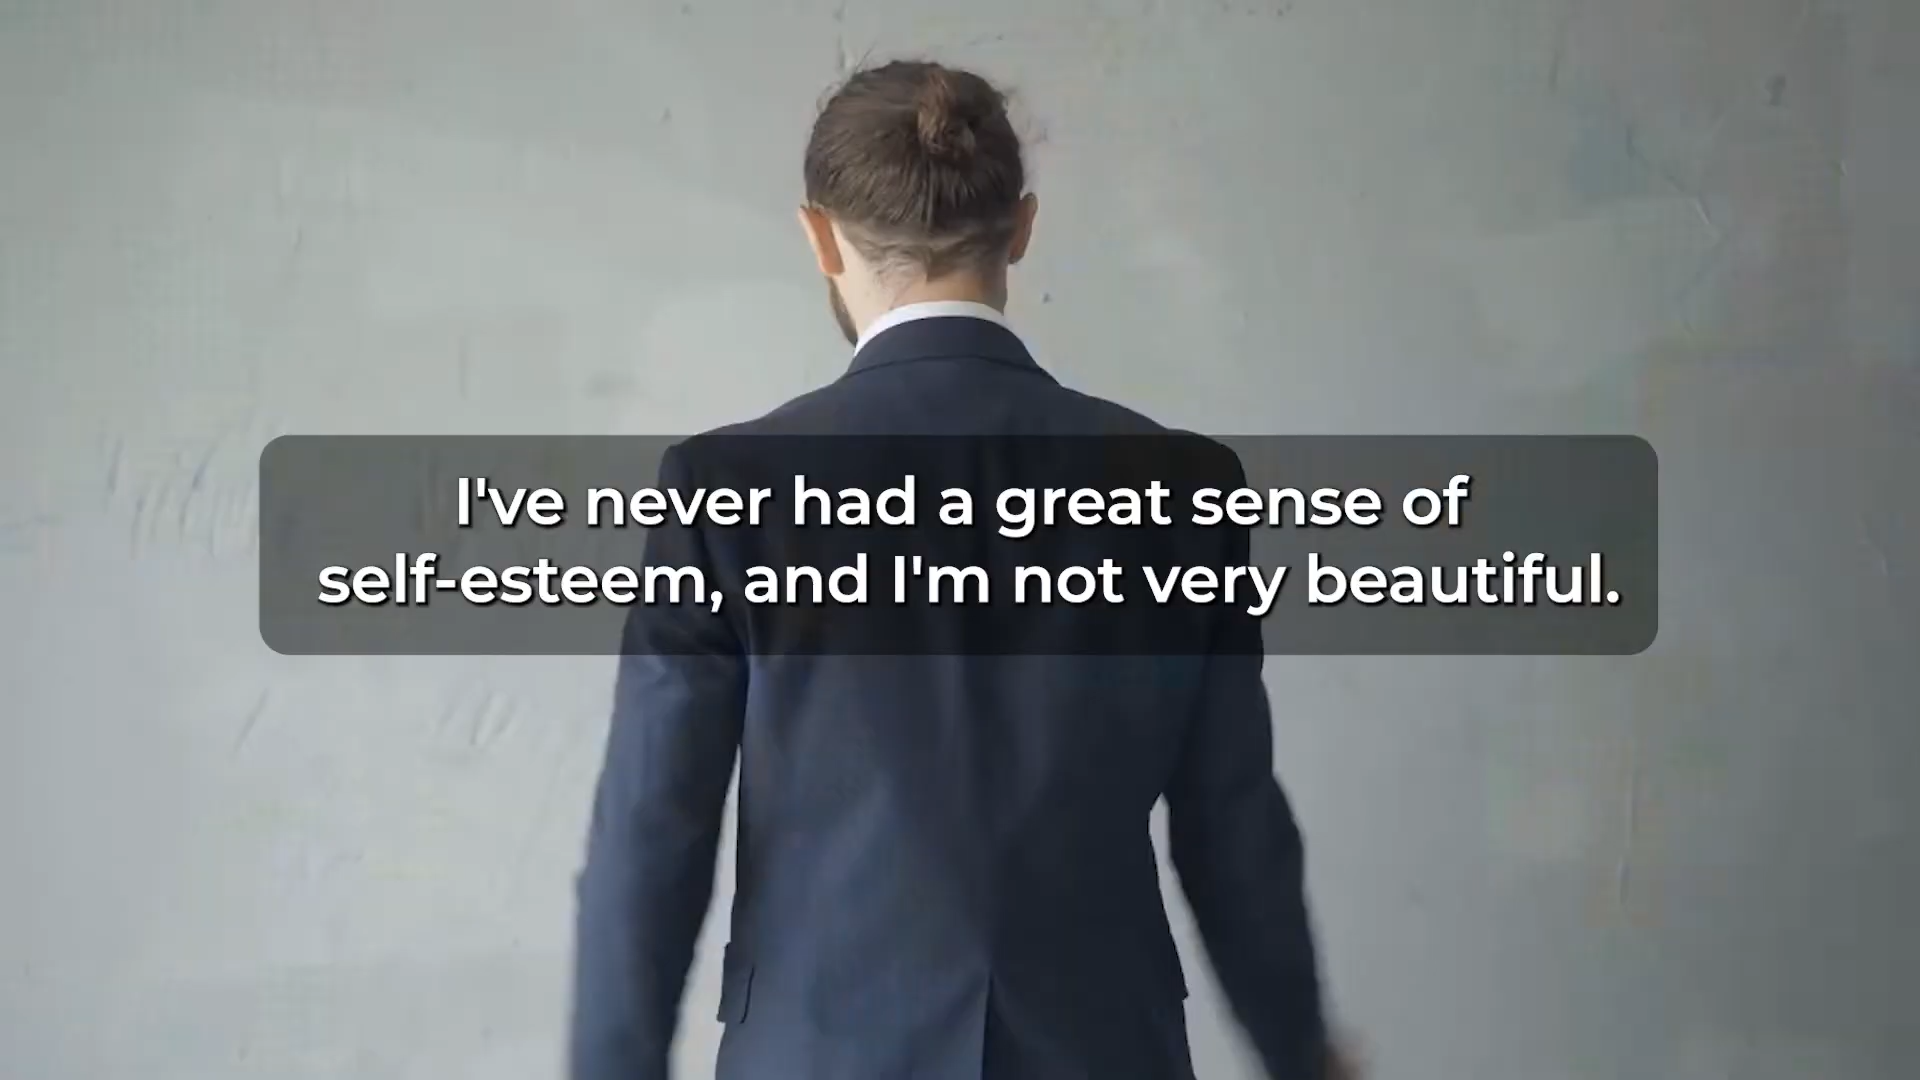 I've never had a great sense of
self-esteem, and I'm not very beautiful.